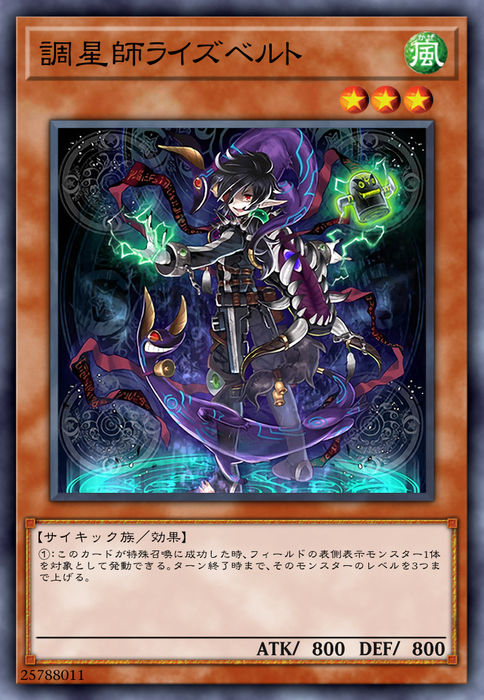 調星師ライズベルト
かぜ
風
【サイキック族／効果】
①：このカードが特殊召喚に成功した時、フィールドの表側表示モンスター1体
を対象として発動できる。ターン終了時まで、そのモンスターのレベルを3つま
で上げる。
ATK/ 800 DEF/ 800
25788011